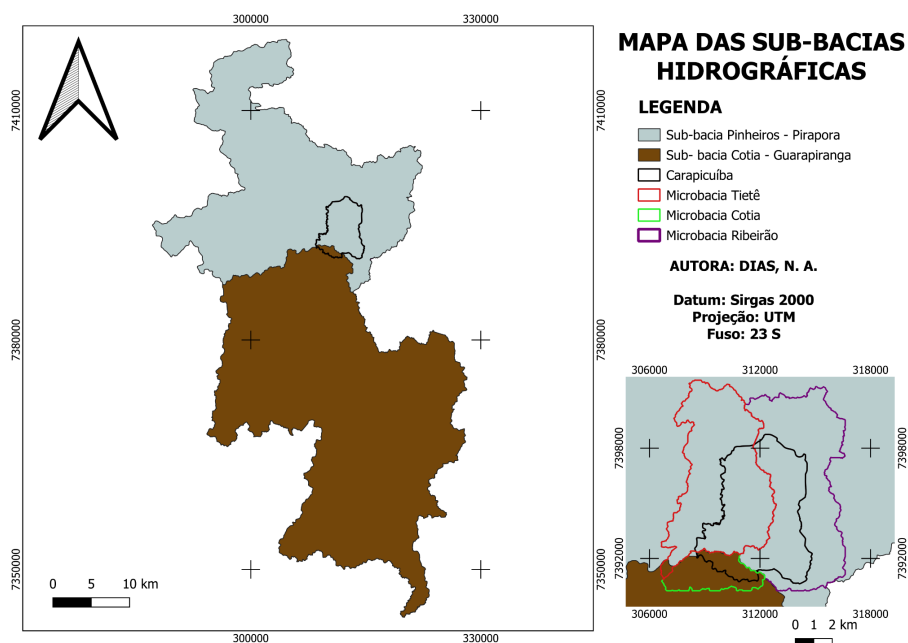 300000 330000
MAPA DAS SUB-BACIAS
HIDROGRÁFICAS
LEGENDA
Sub-bacia Pinheiros - Pirapora
Sub- bacia Cotia - Guarapiranga
Carapicuíba
Microbacia Tietê
Microbacia Cotia
Microbacia Ribeirão
AUTORA: DIAS, N. A.
Datum: Sirgas 2000
Projeção: UTM
Fuso: 23 S
7410000 7410000
7380000 7380000
7350000 7350000
0 5 10 km
300000 330000
306000 312000 318000
7398000 7398000
7392000 7392000
306000 312000 318000
0 1 2 km